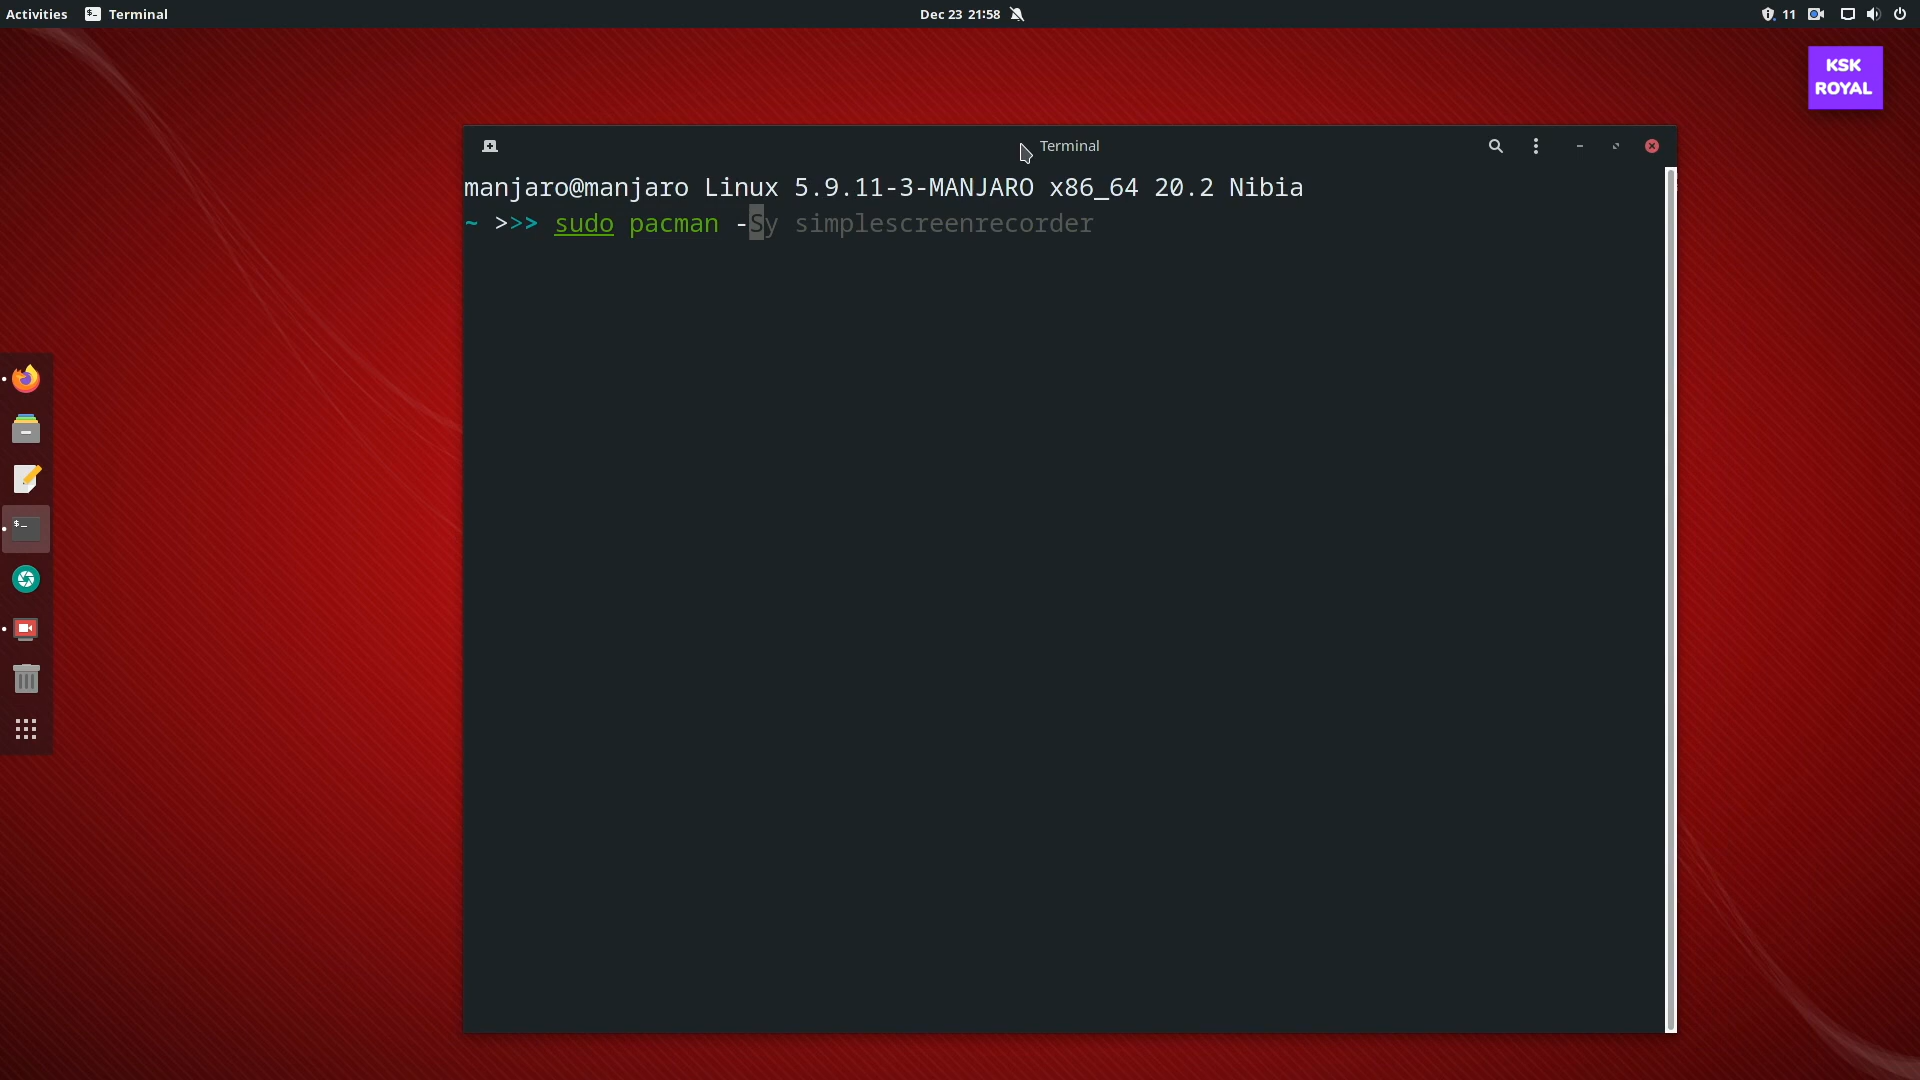 Activities Terminal Dec 23 21:58 11
KSK
ROYAL
Terminal
manjaro@manjaro Linux 5.9.11-3-MANJARO x86_64 20.2 Nibia
~ >>> sudo pacman -Sy simplescreenrecorder